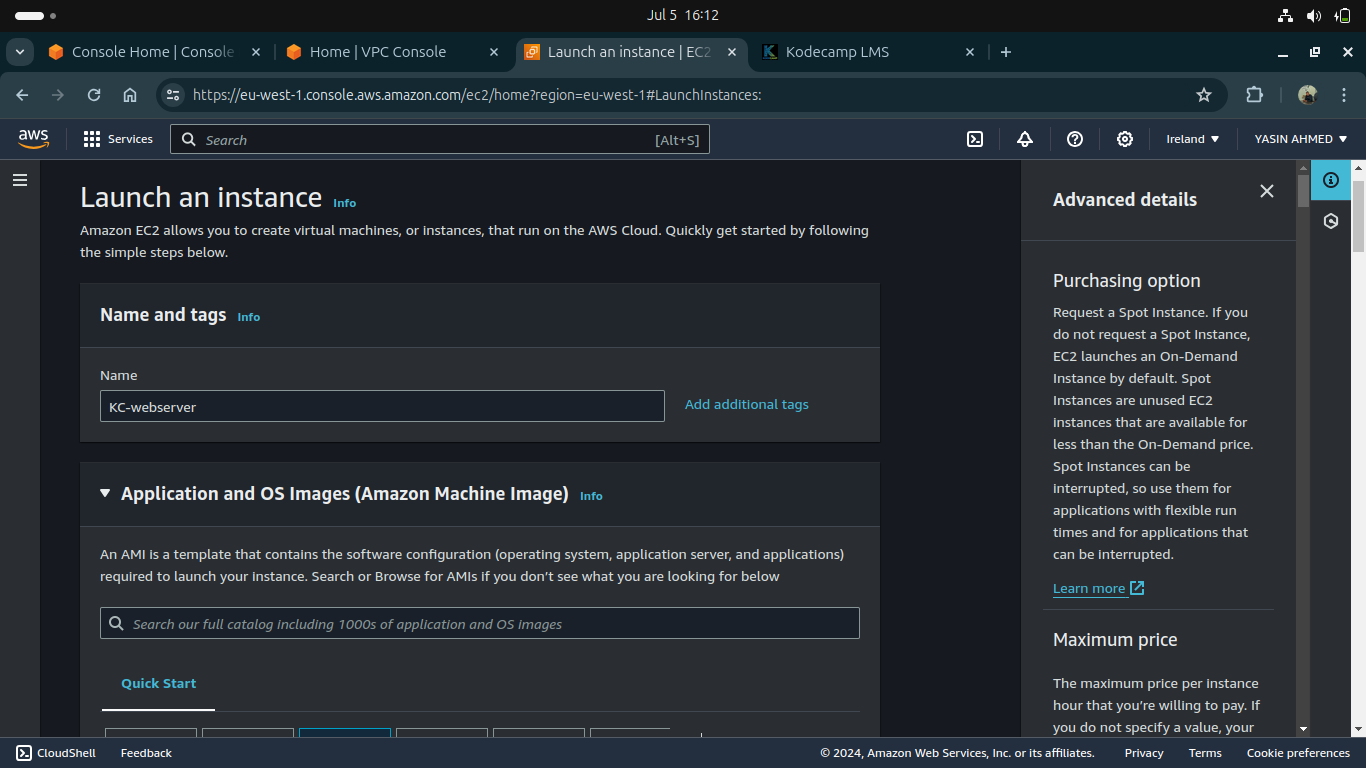 Jul 5 16:12
Console Home | Console
Home | VPC Console
Launch an instance | EC2
Kodecamp LMS
https://eu-west-1.console.aws.amazon.com/ec2/home?region=eu-west-1#LaunchInstances:
aws
Services
Search
[Alt+S]
Ireland
YASIN AHMED
Launch an instance Info
Amazon EC2 allows you to create virtual machines, or instances, that run on the AWS Cloud. Quickly get started by following
the simple steps below.
Name and tags Info
Name
KC-webserver
Add additional tags
Application and OS Images (Amazon Machine Image) Info
An AMI is a template that contains the software configuration (operating system, application server, and applications)
required to launch your instance. Search or Browse for AMIs if you don't see what you are looking for below
Search our full catalog including 1000s of application and OS images
Quick Start
Advanced details
Purchasing option
Request a Spot Instance. If you
do not request a Spot Instance,
EC2 launches an On-Demand
Instance by default. Spot
Instances are unused EC2
instances that are available for
less than the On-Demand price.
Spot Instances can be
interrupted, so use them for
applications with flexible run
times and for applications that
can be interrupted.
Learn more
Maximum price
The maximum price per instance
hour that you're willing to pay. If
you do not specify a value, your
CloudShell
Feedback
© 2024, Amazon Web Services, Inc. or its affiliates.
Privacy
Terms
Cookie preferences